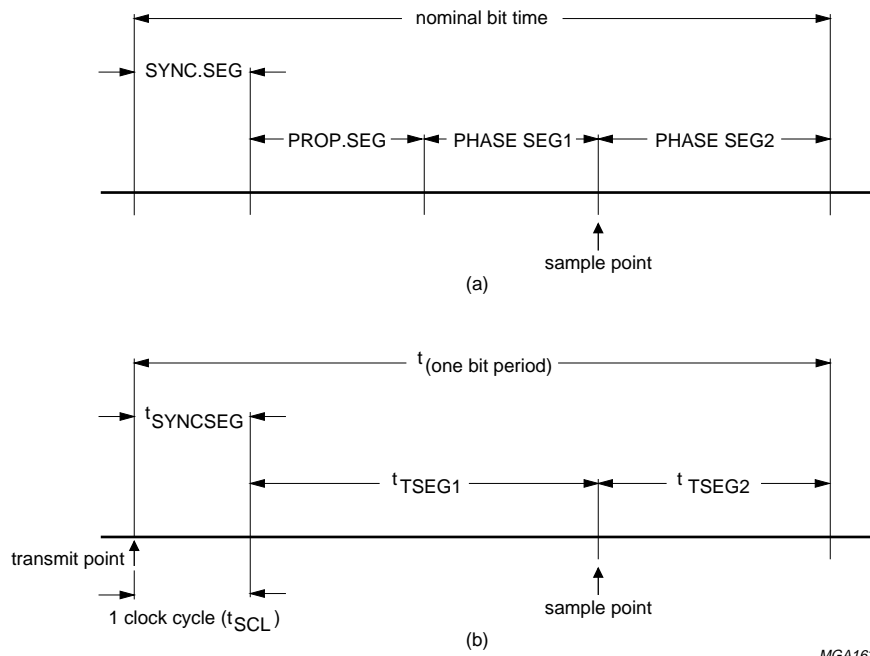 nominal bit time
SYNC.SEG
PROP.SEG PHASE SEG1 PHASE SEG2
sample point
(a)
t(one bit period)
tSYNCSEG
tTSEG1 tTSEG2
transmit point
sample point
1 clock cycle (tSCL)
(b)